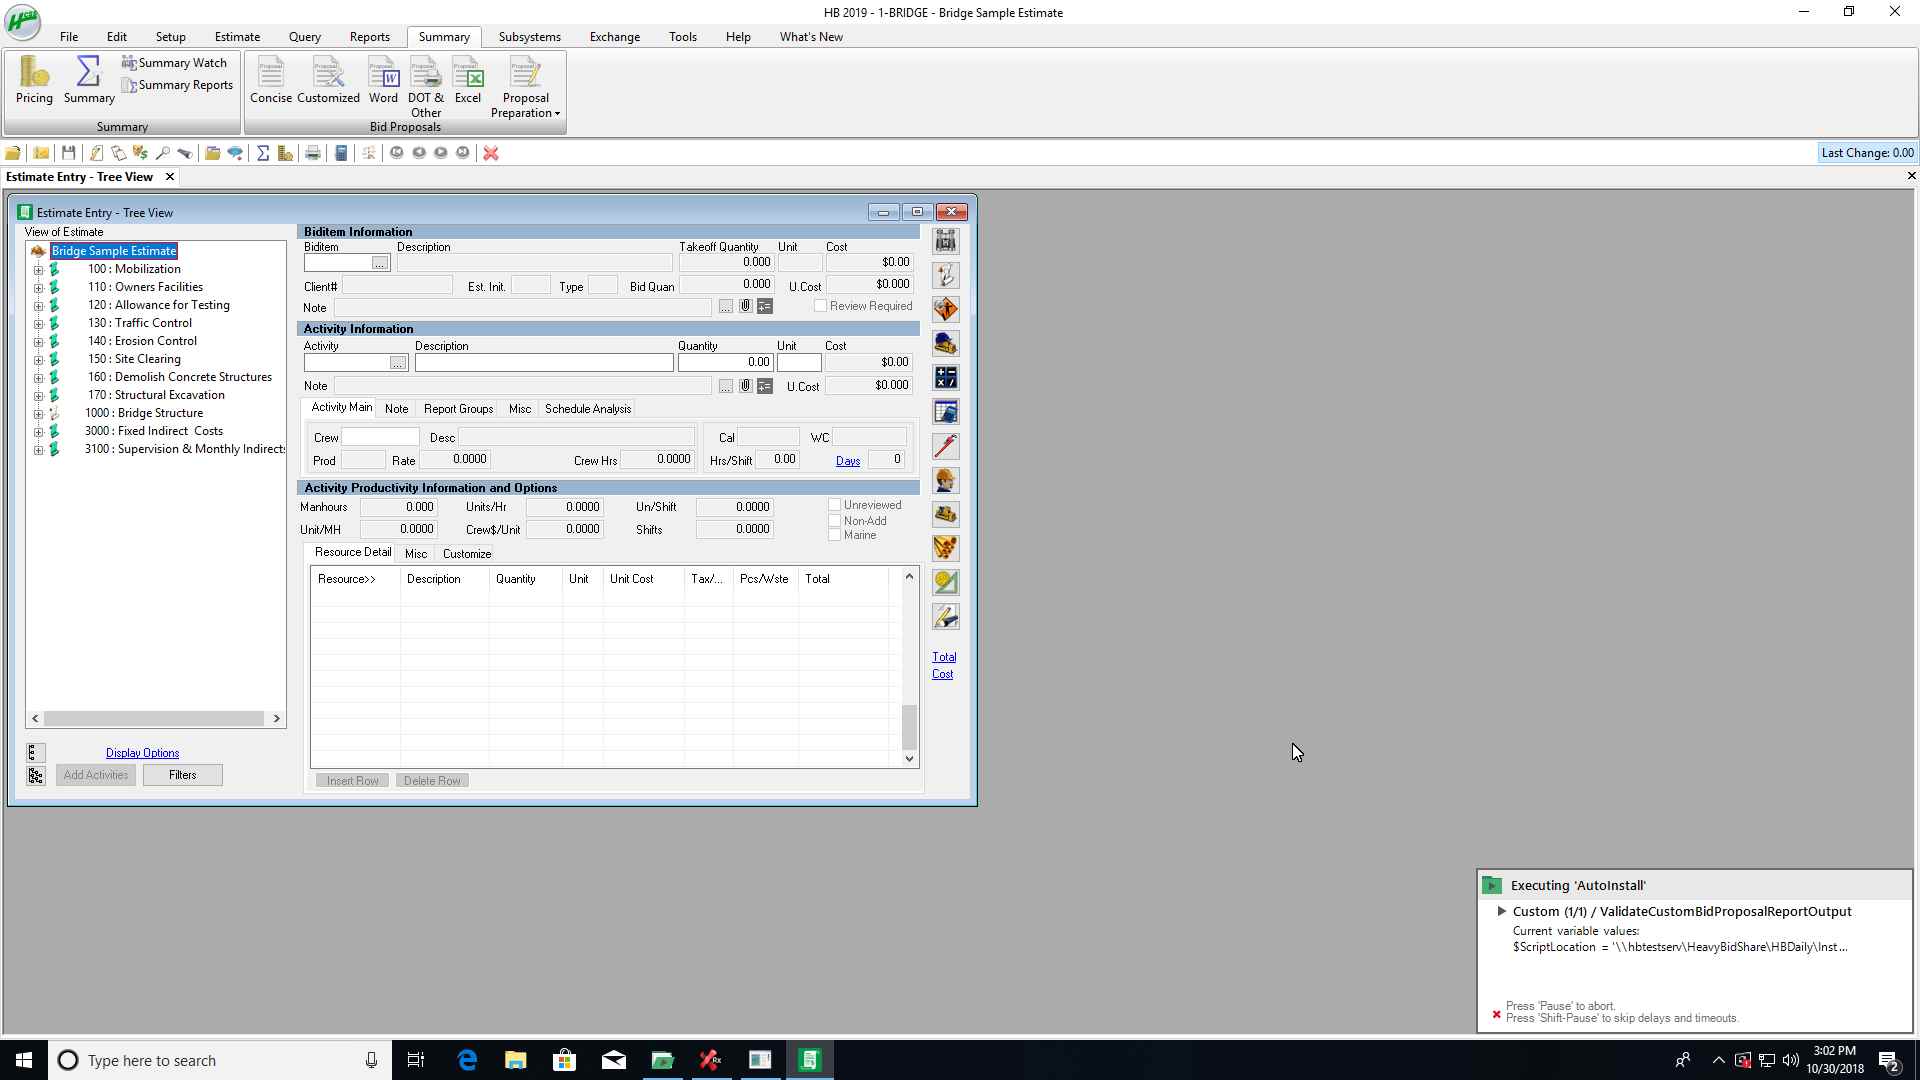 HB 2019 - 1-BRIDGE - Bridge Sample Estimate
File Edit Setup Estimate Query Reports Summary Subsystems Exchange Tools Help What's New
Pricing Summary Summary Watch
Summary Reports
Summary
Concise Customized Word DOT & Other Excel Proposal Preparation
Bid Proposals
Last Change: 0.00
Estimate Entry - Tree View
Estimate Entry - Tree View
View of Estimate
Bridge Sample Estimate
100 : Mobilization
110 : Owners Facilities
120 : Allowance for Testing
130 : Traffic Control
140 : Erosion Control
150 : Site Clearing
160 : Demolish Concrete Structures
170 : Structural Excavation
1000 : Bridge Structure
3000 : Fixed Indirect Costs
3100 : Supervision & Monthly Indirects
Display Options
Add Activities Filters
Biditem Information
Biditem Description Takeoff Quantity Unit Cost
... 0.000 $0.00
Client# Est. Init. Type Bid Quan 0.000 U.Cost $0.000
Note ... Review Required
Activity Information
Activity Description Quantity Unit Cost
... 0.00 $0.00
Note ... U.Cost $0.000
Activity Main Note Report Groups Misc Schedule Analysis
Crew Desc Cal WC
Prod Rate 0.0000 Crew Hrs 0.0000 Hrs/Shift 0.00 Days 0
Activity Productivity Information and Options
Manhours 0.000 Units/Hr 0.0000 Un/Shift 0.0000 Unreviewed
Non-Add
Unit/MH 0.0000 Crew$/Unit 0.0000 Shifts 0.0000 Marine
Resource Detail Misc Customize
Resource>> Description Quantity Unit Unit Cost Tax/... Pcs/Wste Total
Insert Row Delete Row
Total
Cost
Executing 'AutoInstall'
Custom (1/1) / ValidateCustomBidProposalReportOutput
Current variable values:
$ScriptLocation = '\\hbtestserv\HeavyBidShare\HBDaily\Inst...
Press 'Pause' to abort.
Press 'Shift-Pause' to skip delays and timeouts.
Type here to search
3:02 PM
10/30/2018
2